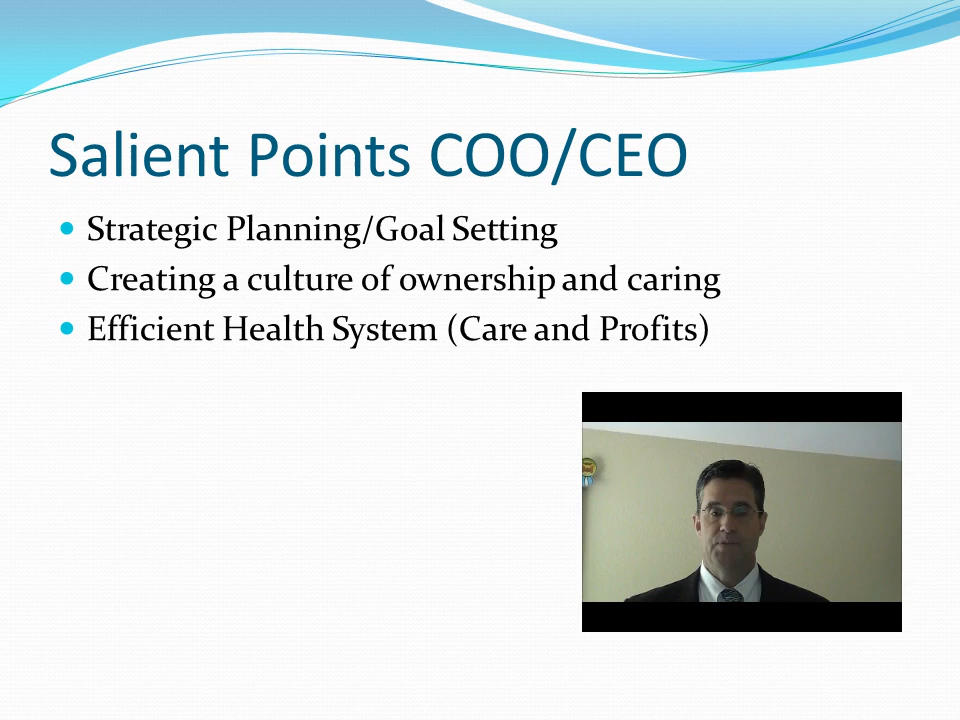 Salient Points COO/CEO
Strategic Planning/Goal Setting
Creating a culture of ownership and caring
Efficient Health System (Care and Profits)